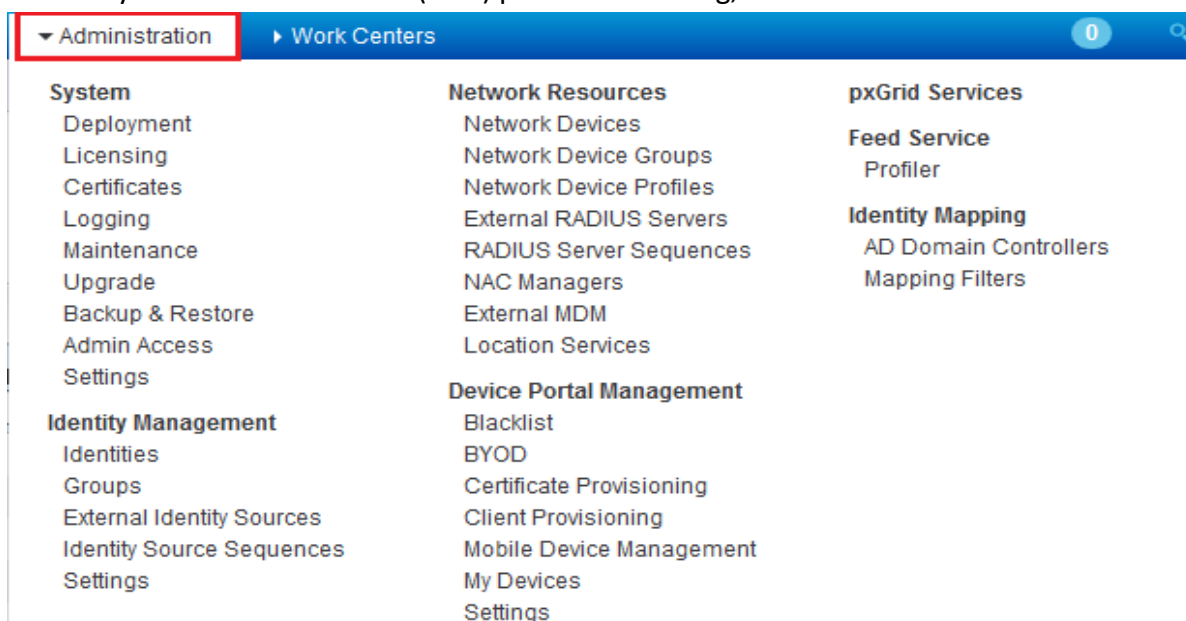 Administration
Work Centers
0
System
Deployment
Licensing
Certificates
Logging
Maintenance
Upgrade
Backup & Restore
Admin Access
Settings
Identity Management
Identities
Groups
External Identity Sources
Identity Source Sequences
Settings
Network Resources
Network Devices
Network Device Groups
Network Device Profiles
External RADIUS Servers
RADIUS Server Sequences
NAC Managers
External MDM
Location Services
Device Portal Management
Blacklist
BYOD
Certificate Provisioning
Client Provisioning
Mobile Device Management
My Devices
Settings
pxGrid Services
Feed Service
Profiler
Identity Mapping
AD Domain Controllers
Mapping Filters